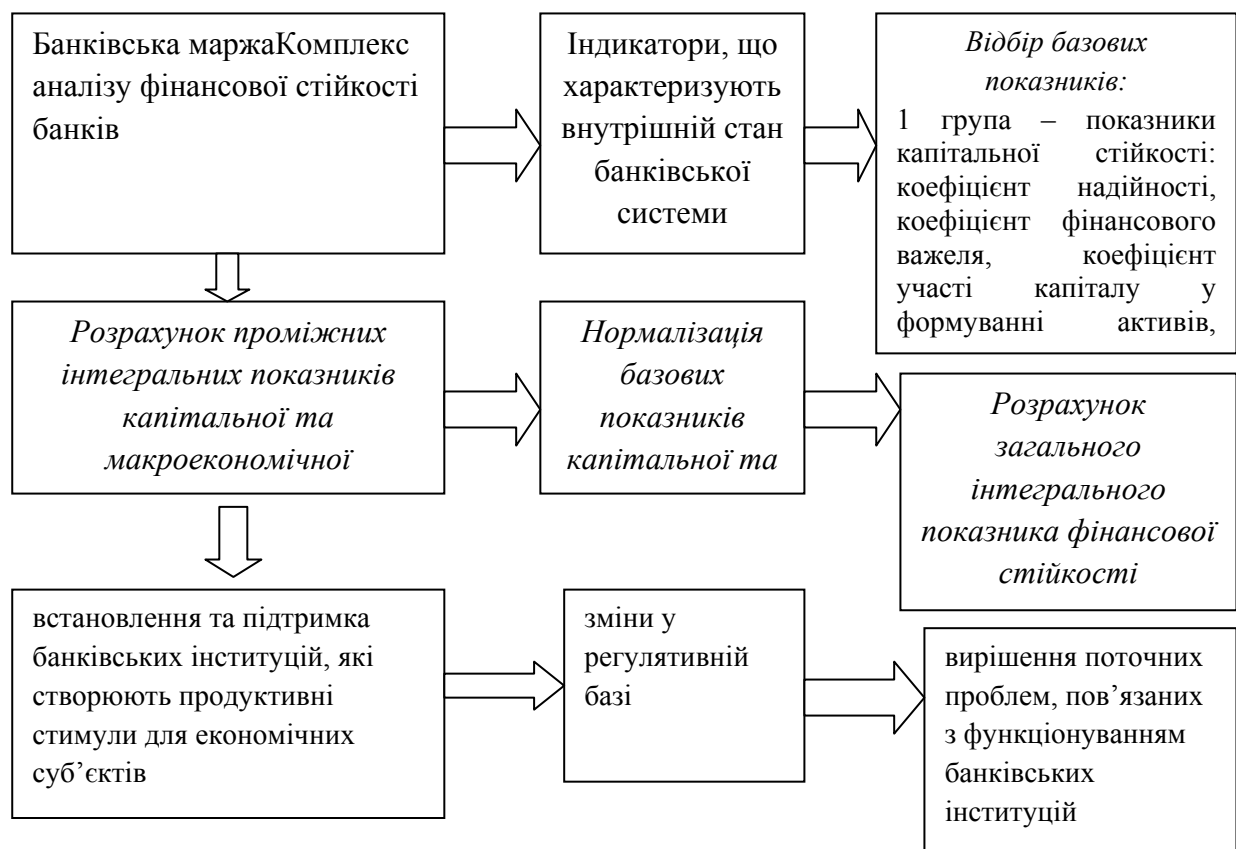 Банківська маржаКомплекс
аналізу фінансової стійкості
банків
Індикатори, що
характеризують
внутрішній стан
банківської
системи
Відбір базових
показників:
1 група – показники
капітальної стійкості:
коефіцієнт надійності,
коефіцієнт фінансового
важеля, коефіцієнт
участі капіталу у
формуванні активів,
Розрахунок проміжних
інтегральних показників
капітальної та
макроекономічної
Нормалізація
базових
показників
капітальної та
Розрахунок
загального
інтегрального
показника фінансової
стійкості
встановлення та підтримка
банківських інституцій, які
створюють продуктивні
стимули для економічних
суб’єктів
зміни у
регулятивній
базі
вирішення поточних
проблем, пов’язаних
з функціонуванням
банківських
інституцій